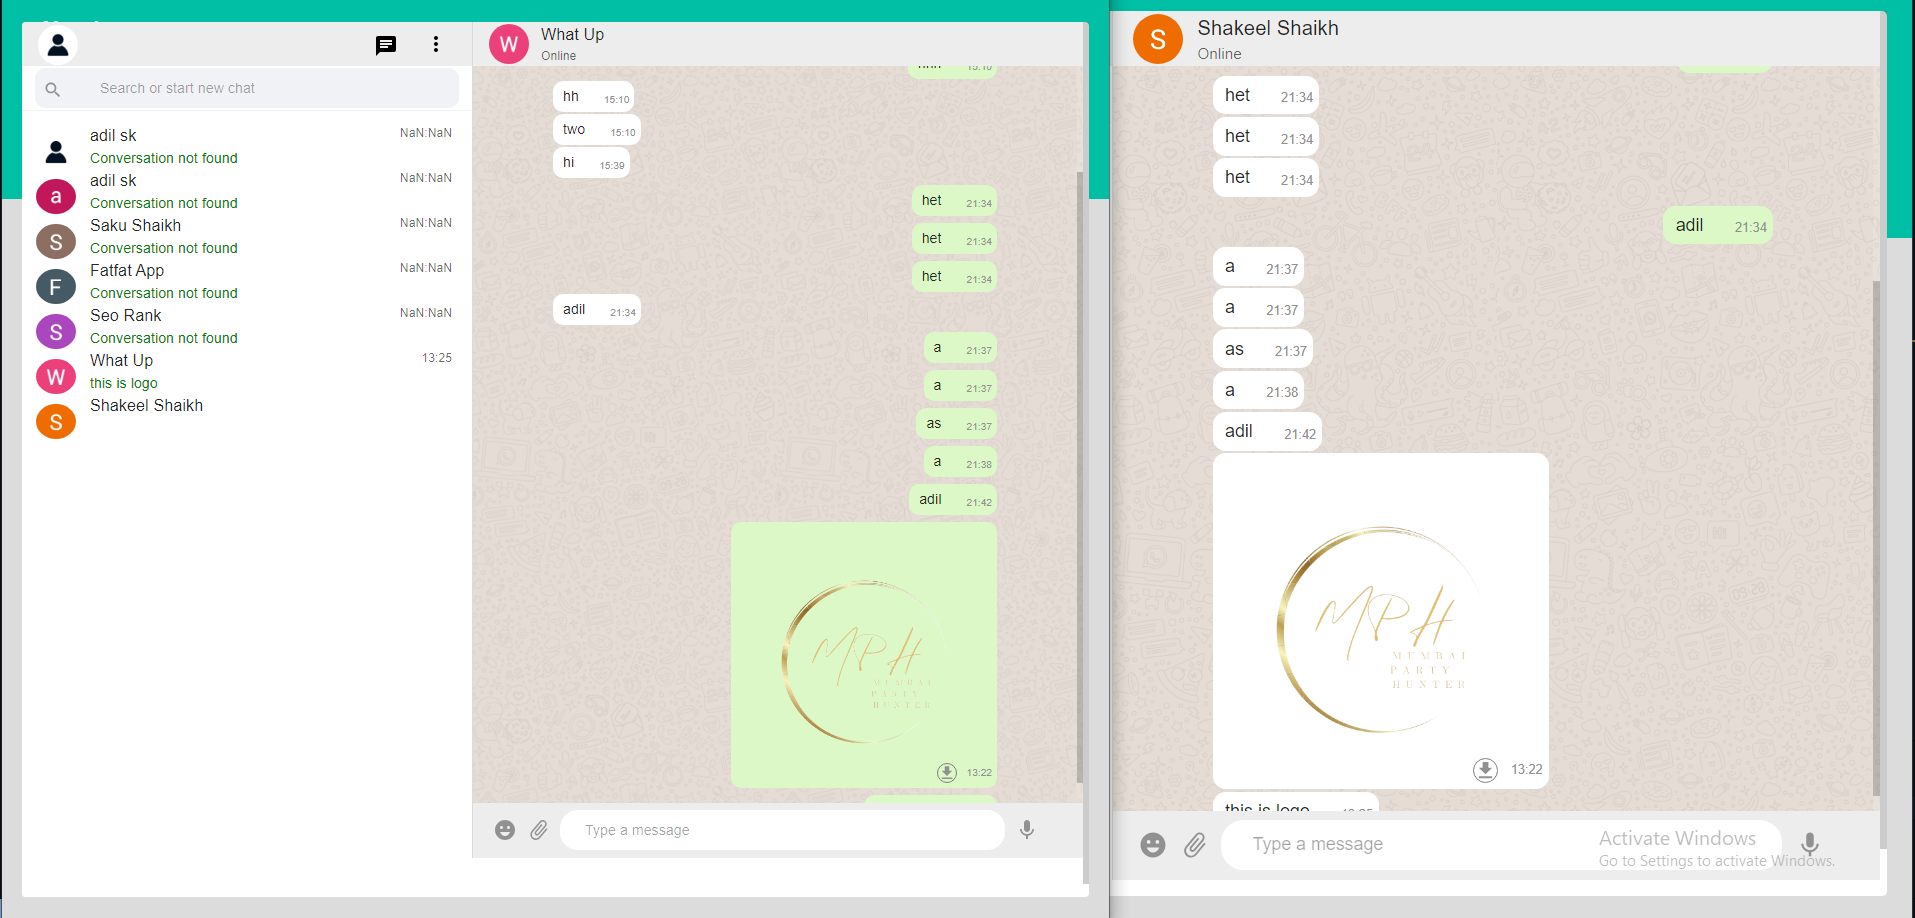 What Up
Online
Search or start new chat
adil sk
NaN:NaN
Conversation not found
a
adil sk
NaN:NaN
Conversation not found
S
Saku Shaikh
NaN:NaN
Conversation not found
F
Fatfat App
NaN:NaN
Conversation not found
S
Seo Rank
NaN:NaN
Conversation not found
W
What Up
13:25
this is logo
S
Shakeel Shaikh
W
15:10
hh 15:10
two 15:10
hi 15:39
het 21:34
het 21:34
het 21:34
adil 21:34
a 21:37
a 21:37
as 21:37
a 21:38
adil 21:42
MPH
MUMBAI
PARTY
HUNTER
13:22
Type a message
S
Shakeel Shaikh
Online
het 21:34
het 21:34
het 21:34
adil 21:34
a 21:37
a 21:37
as 21:37
a 21:38
adil 21:42
MPH
MUMBAI
PARTY
HUNTER
13:22
this is logo
Type a message
Activate Windows
Go to Settings to activate Windows.